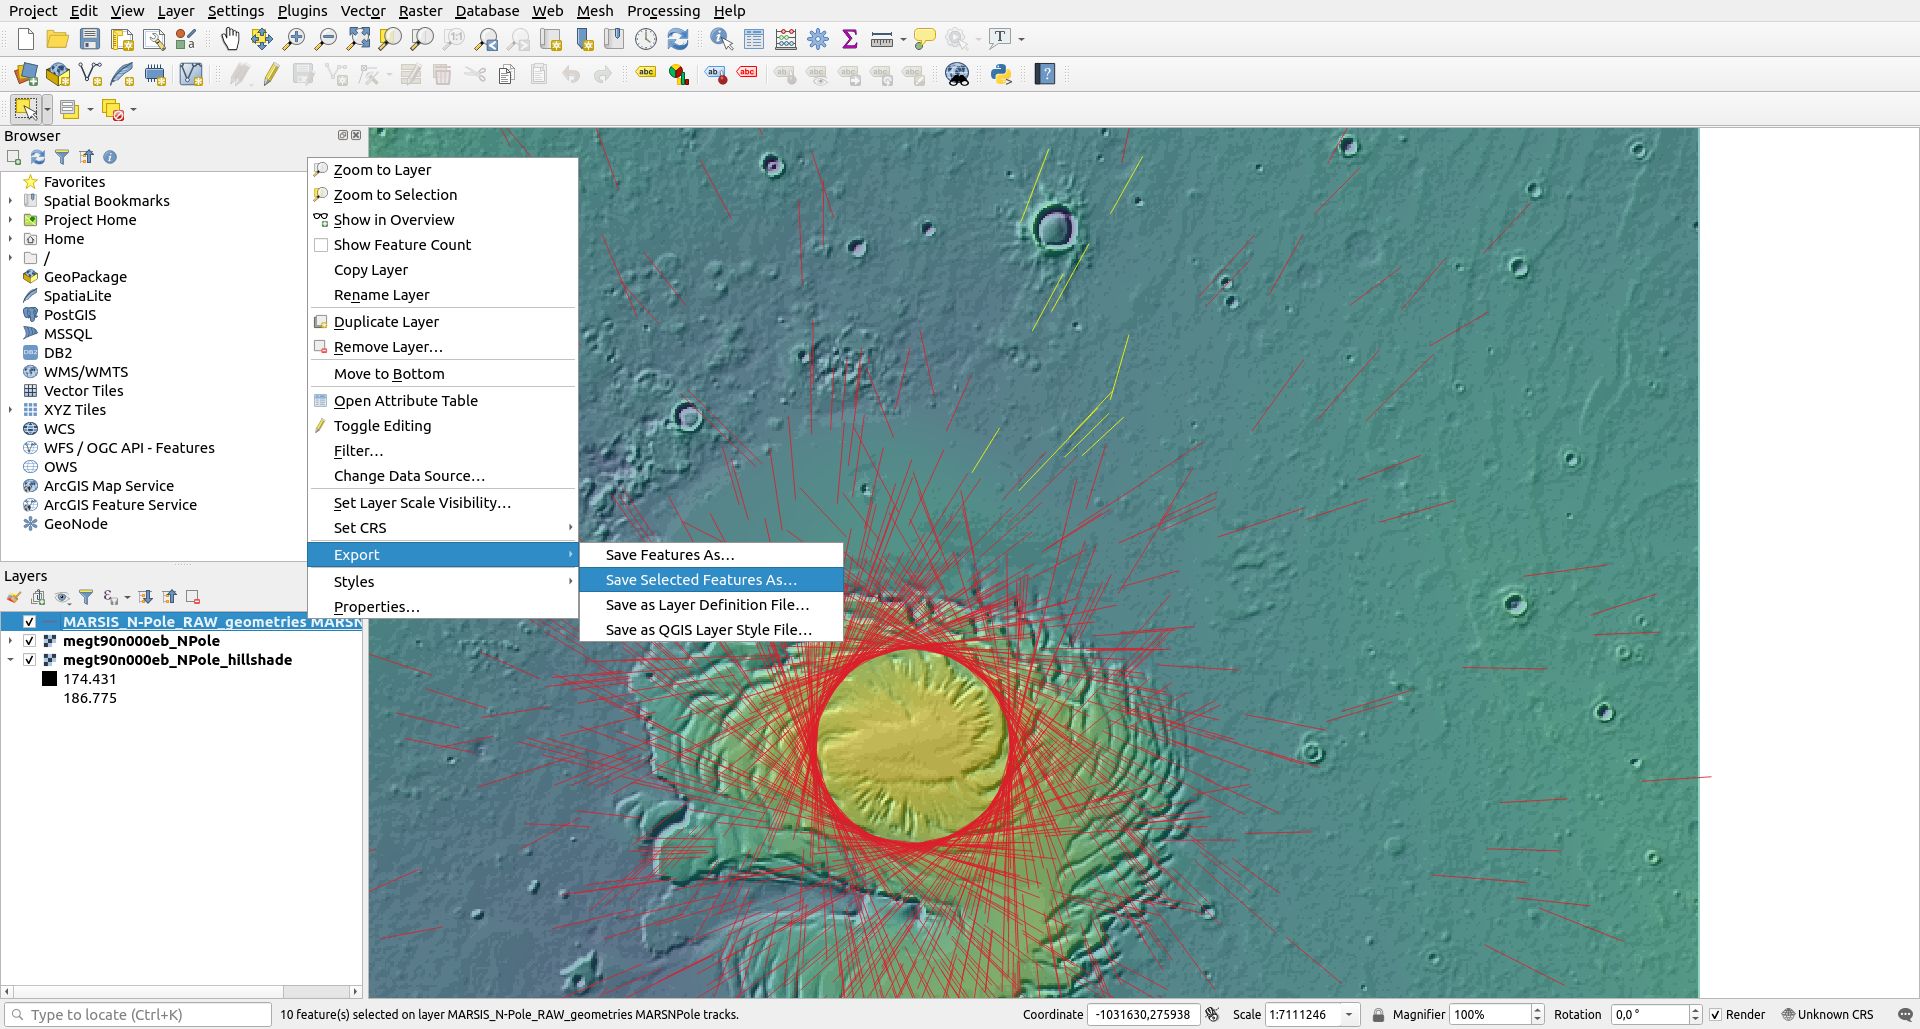 Project Edit View Layer Settings Plugins Vector Raster Database Web Mesh Processing Help
Browser
Favorites
Spatial Bookmarks
Project Home
Home
/
GeoPackage
SpatiaLite
PostGIS
MSSQL
DB2
WMS/WMTS
Vector Tiles
XYZ Tiles
WCS
WFS / OGC API - Features
OWS
ArcGIS Map Service
ArcGIS Feature Service
GeoNode
Layers
MARSIS_N-Pole_RAW_geometries MARSN
megt90n000eb_NPole
megt90n000eb_NPole_hillshade
174.431
186.775
Zoom to Layer
Zoom to Selection
Show in Overview
Show Feature Count
Copy Layer
Rename Layer
Duplicate Layer
Remove Layer…
Move to Bottom
Open Attribute Table
Toggle Editing
Filter…
Change Data Source…
Set Layer Scale Visibility…
Set CRS
Export
Styles
Properties…
Save Features As…
Save Selected Features As…
Save as Layer Definition File…
Save as QGIS Layer Style File…
Type to locate (Ctrl+K) 10 feature(s) selected on layer MARSIS_N-Pole_RAW_geometries MARSNPole tracks. Coordinate -1031630,275938 Scale 1:7111246 Magnifier 100% Rotation 0,0 ° Render Unknown CRS